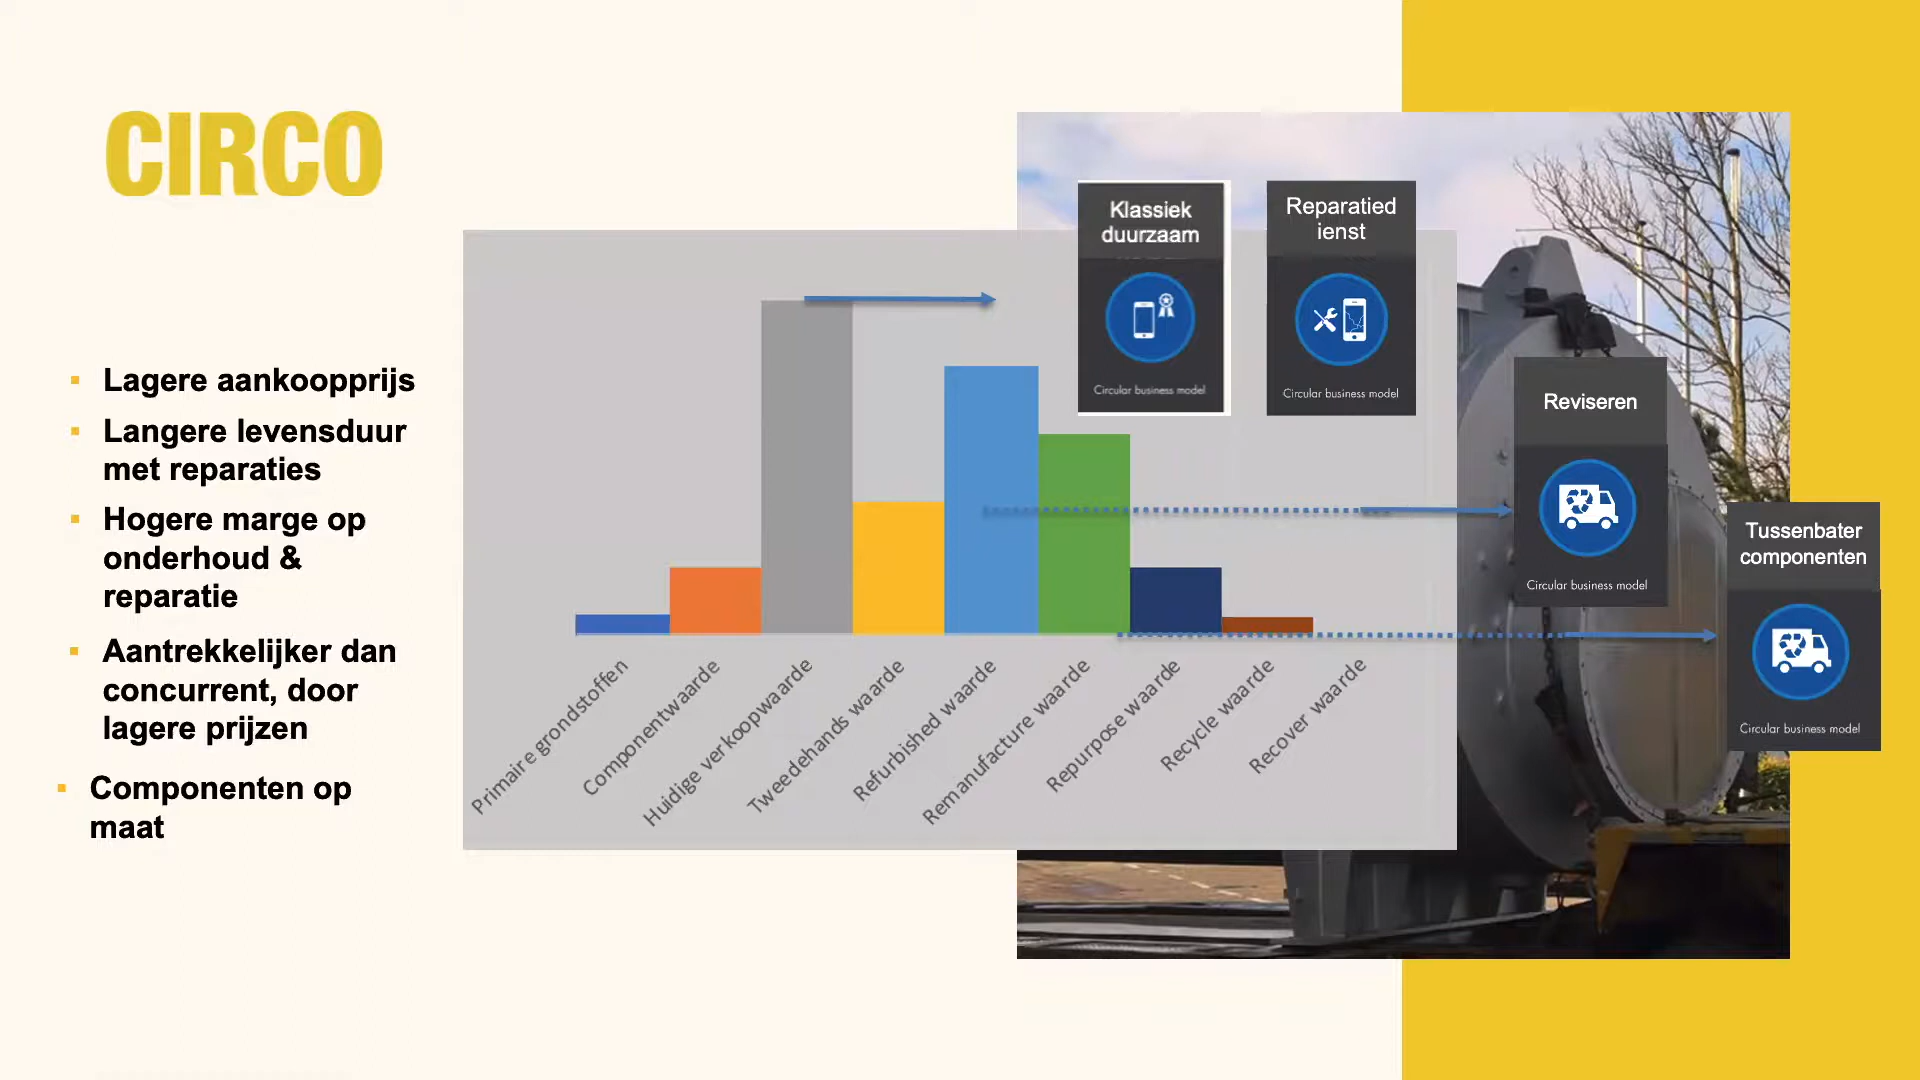 CIRCO
Lagere aankoopprijs
Langere levensduur
met reparaties
Hogere marge op
onderhoud &
reparatie
Aantrekkelijker dan
concurrent, door
lagere prijzen
Componenten op
maat
Primaire grondstoffen
Componentwaarde
Huidige verkoopwaarde
Tweedehands waarde
Refurbished waarde
Remanufacture waarde
Repurpose waarde
Recycle waarde
Recover waarde
Klassiek
duurzaam
Circular business model
Reparatied
ienst
Circular business model
Reviseren
Circular business model
Tussenbater
componenten
Circular business model